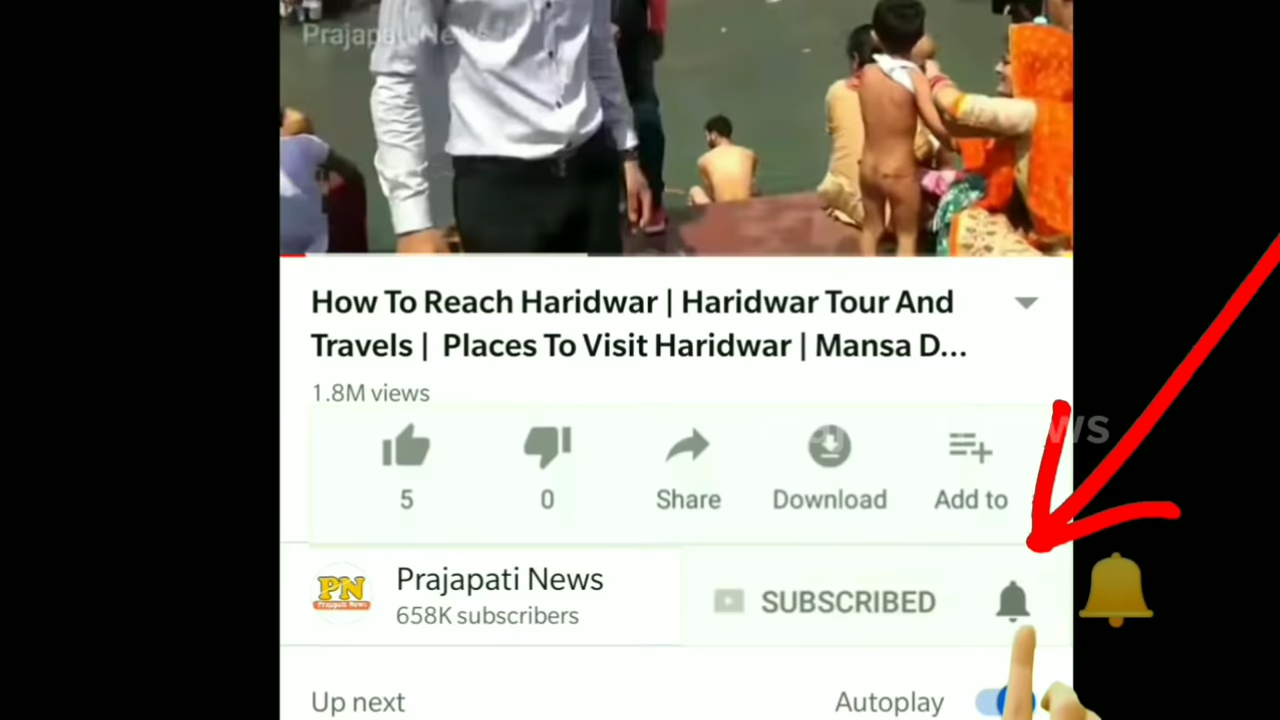 Prajapati News
How To Reach Haridwar | Haridwar Tour And
Travels | Places To Visit Haridwar | Mansa D...
1.8M views
5
0
Share
Download
Add to
PN
Prajapati News
Prajapati News
658K subscribers
SUBSCRIBED
Up next
Autoplay